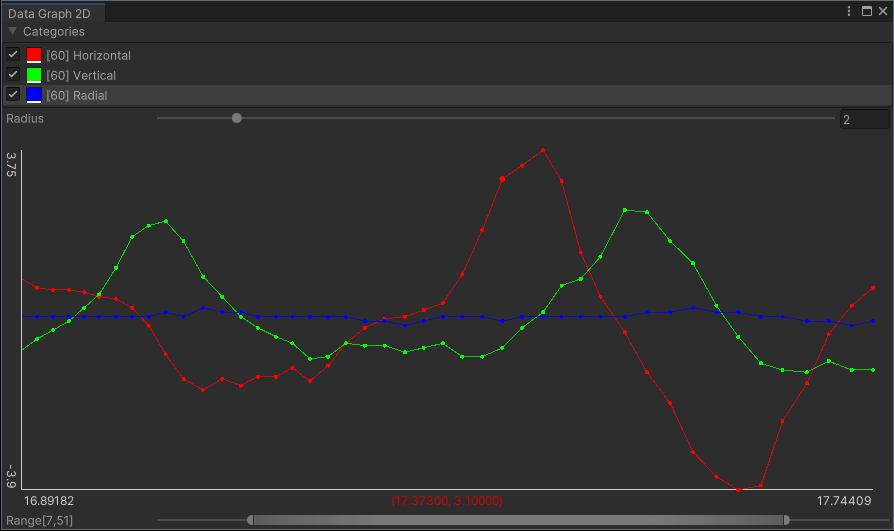 Data Graph 2D
Categories
[60] Horizontal
[60] Vertical
[60] Radial
Radius 2
3.75
-3.9
16.89182 (17.37300, 3.10000) 17.74409
Range[7,51]